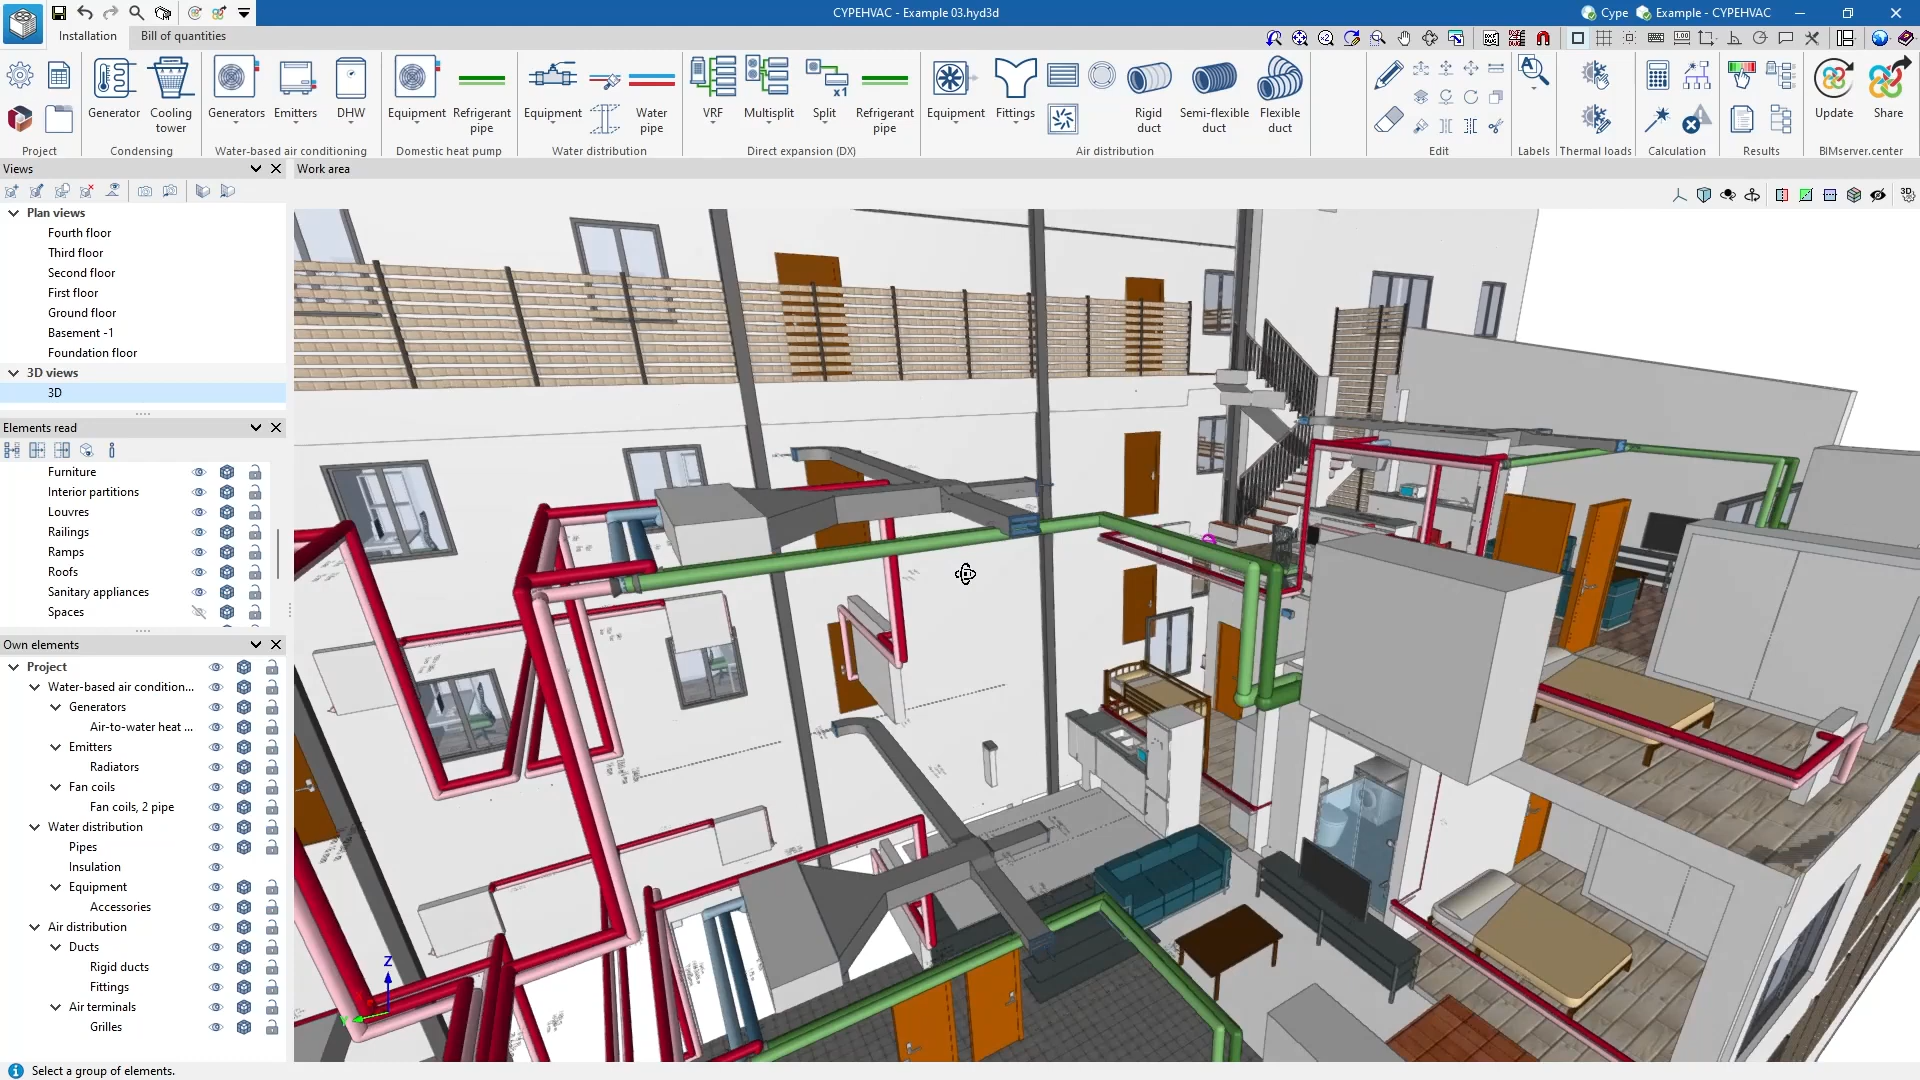 CYPEHVAC - Example 03.hyd3d
Cype
Example - CYPEHVAC
Installation
Bill of quantities
Generator
Cooling tower
Generators
Emitters
DHW
Equipment
Refrigerant pipe
Equipment
Water pipe
VRF
Multisplit
x1
Split
Refrigerant pipe
Equipment
Fittings
Rigid duct
Semi-flexible duct
Flexible duct
Update
Share
Project
Condensing
Water-based air conditioning
Domestic heat pump
Water distribution
Direct expansion (DX)
Air distribution
Edit
Labels
Thermal loads
Calculation
Results
BIMserver.center
Views
Work area
3D
Plan views
Fourth floor
Third floor
Second floor
First floor
Ground floor
Basement -1
Foundation floor
3D views
3D
Elements read
Furniture
Interior partitions
Louvres
Railings
Ramps
Roofs
Sanitary appliances
Spaces
Own elements
Project
Water-based air condition...
Generators
Air-to-water heat ...
Emitters
Radiators
Fan coils
Fan coils, 2 pipe
Water distribution
Pipes
Insulation
Equipment
Accessories
Air distribution
Ducts
Rigid ducts
Fittings
Air terminals
Grilles
Z
Y
Select a group of elements.